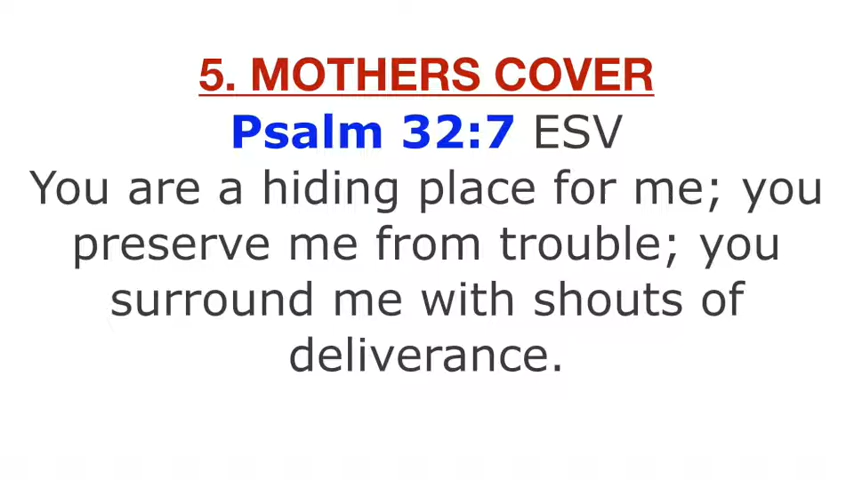 5. MOTHERS COVER
Psalm 32:7 ESV
You are a hiding place for me; you
preserve me from trouble; you
surround me with shouts of
deliverance.